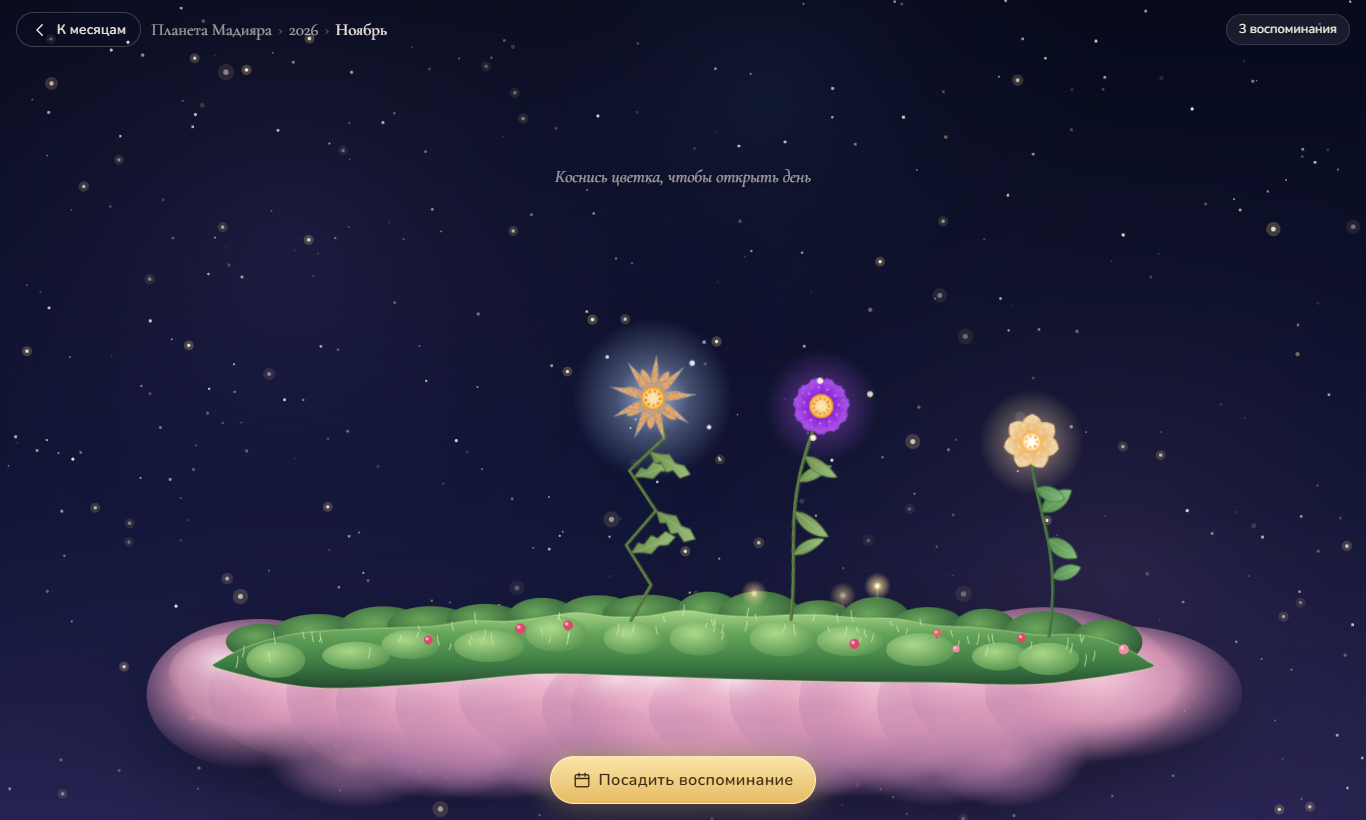 К месяцам
Планета Мадияра › 2026 › Ноябрь
3 воспоминания
Коснись цветка, чтобы открыть день
Посадить воспоминание